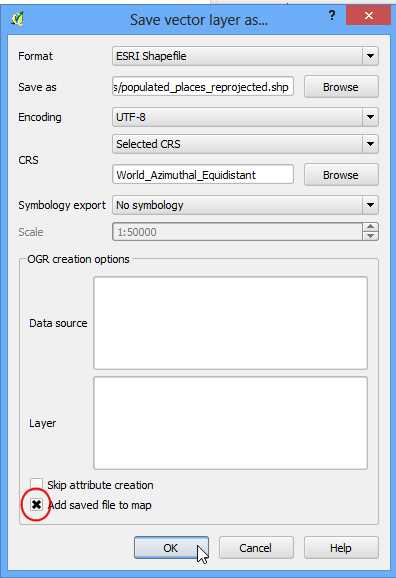 Save vector layer as...
?
Format ESRI Shapefile
Save as s/populated_places_reprojected.shp Browse
Encoding UTF-8
Selected CRS
CRS
World_Azimuthal_Equidistant Browse
Symbology export No symbology
Scale 1:50000
OGR creation options
Data source
Layer
Skip attribute creation
Add saved file to map
OK Cancel Help